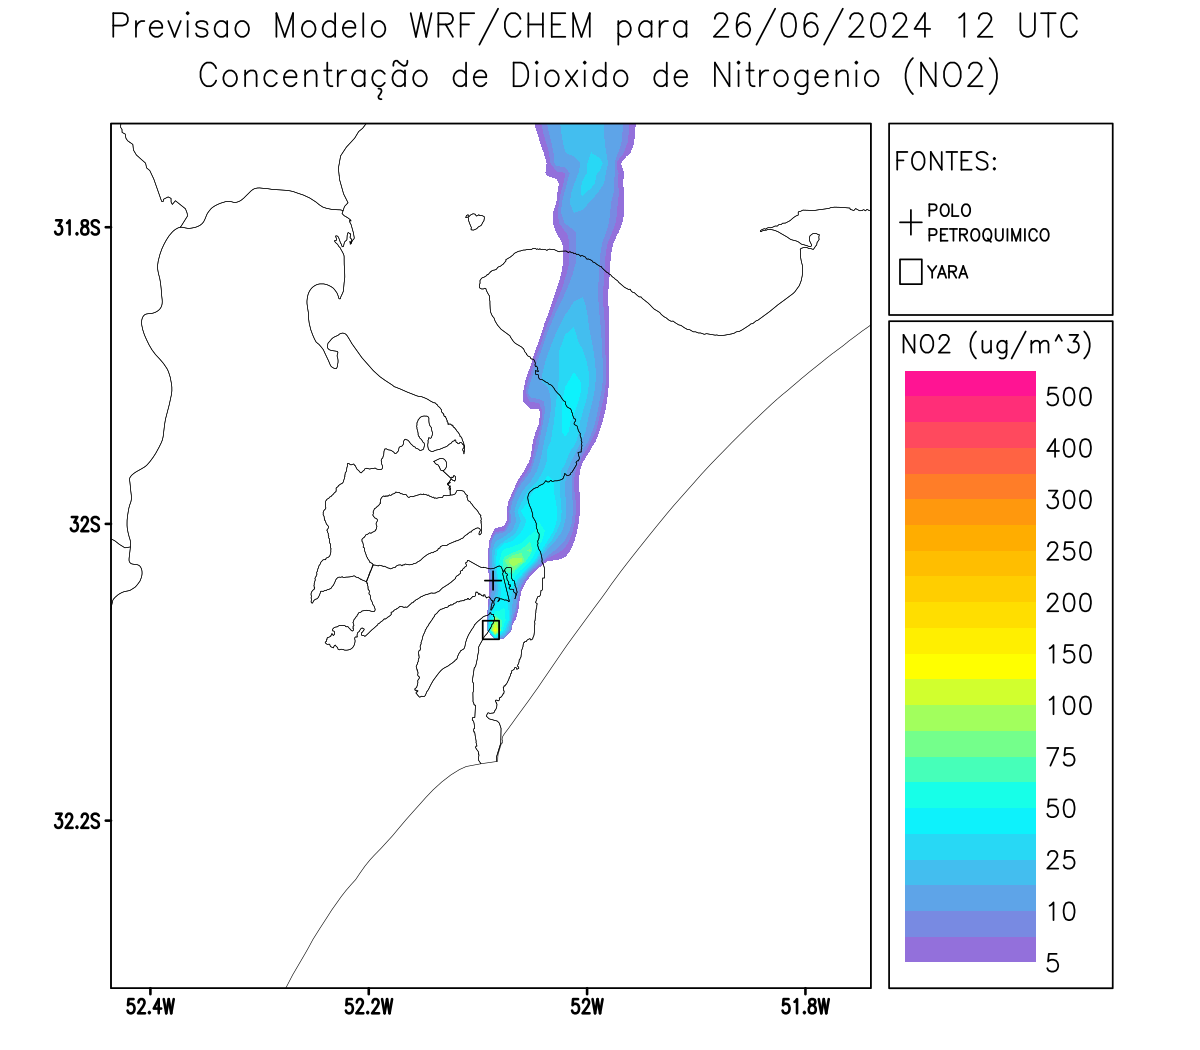 Previsao Modelo WRF/CHEM para 26/06/2024 12 UTC
Concentração de Dioxido de Nitrogenio (NO2)
FONTES:
POLO
PETROQUIMICO
YARA
31.8S
32S
32.2S
52.4W
52.2W
52W
51.8W
NO2 (ug/m^3)
500
400
300
250
200
150
100
75
50
25
10
5